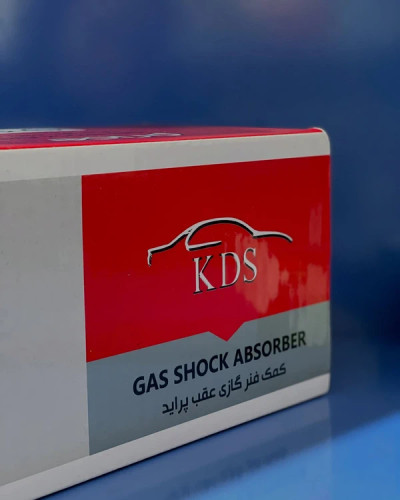 KDS
GAS SHOCK ABSORBER
کمک فنر گازی عقب پراید